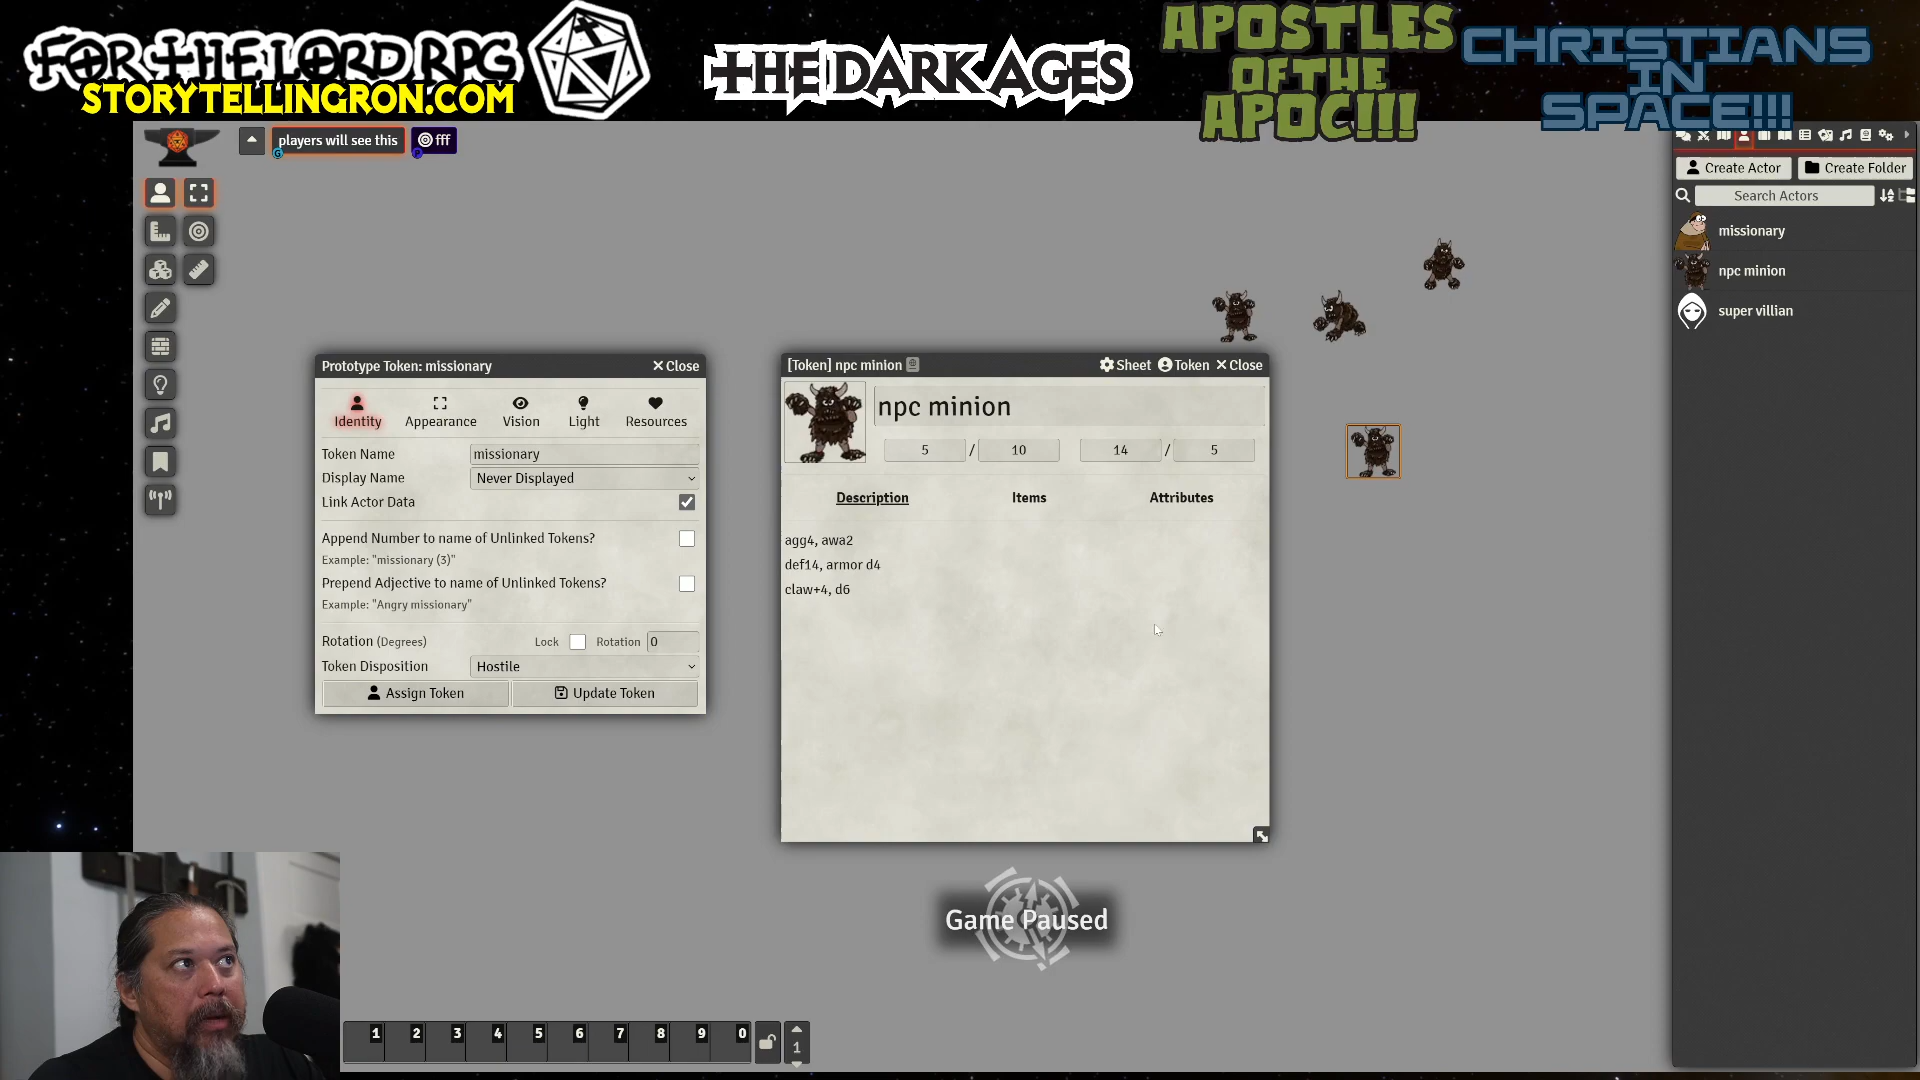 FOR THE LORD RPG
STORYTELLINGRON.COM
THE DARK AGES
APOSTLES
OF THE
APOC!!!
CHRISTIANS
IN
SPACE!!!
players will see this
G
fff
P
Create Actor
Create Folder
Search Actors
missionary
npc minion
super villian
Prototype Token: missionary
Close
Identity
Appearance
Vision
Light
Resources
Token Name
missionary
Display Name
Never Displayed
Link Actor Data
Append Number to name of Unlinked Tokens?
Example: "missionary (3)"
Prepend Adjective to name of Unlinked Tokens?
Example: "Angry missionary"
Rotation (Degrees)
Lock
Rotation
0
Token Disposition
Hostile
Assign Token
Update Token
[Token] npc minion
Sheet
Token
Close
npc minion
5 / 10
14 / 5
Description
Items
Attributes
agg4, awa2
def14, armor d4
claw+4, d6
Game Paused
1 2 3 4 5 6 7 8 9 0
1